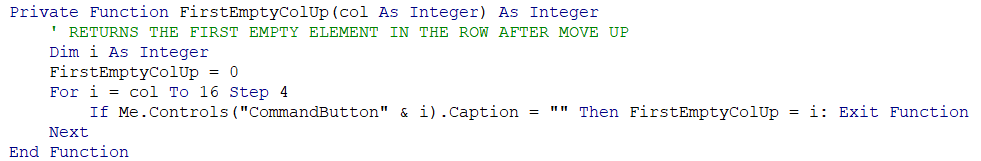 Private Function FirstEmptyColUp(col As Integer) As Integer
    ' RETURNS THE FIRST EMPTY ELEMENT IN THE ROW AFTER MOVE UP
    Dim i As Integer
    FirstEmptyColUp = 0
    For i = col To 16 Step 4
        If Me.Controls("CommandButton" & i).Caption = "" Then FirstEmptyColUp = i: Exit Function
    Next
End Function